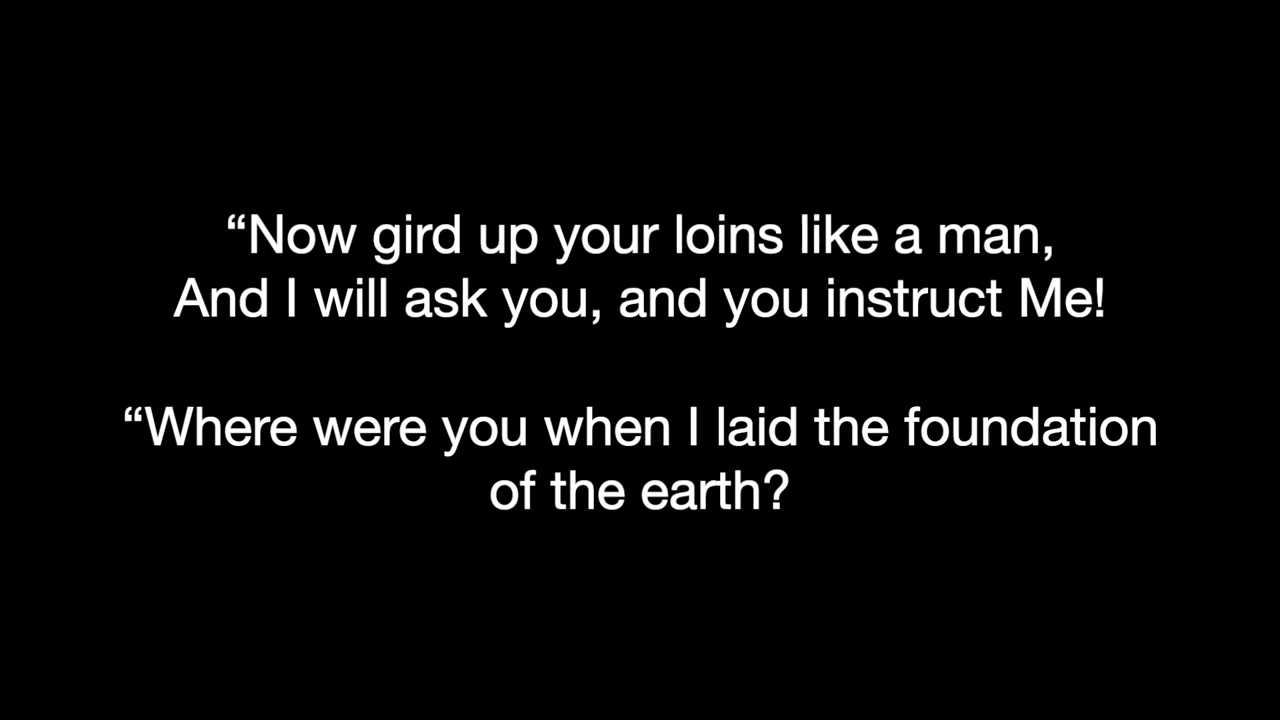 “Now gird up your loins like a man,
And I will ask you, and you instruct Me!
“Where were you when I laid the foundation
of the earth?